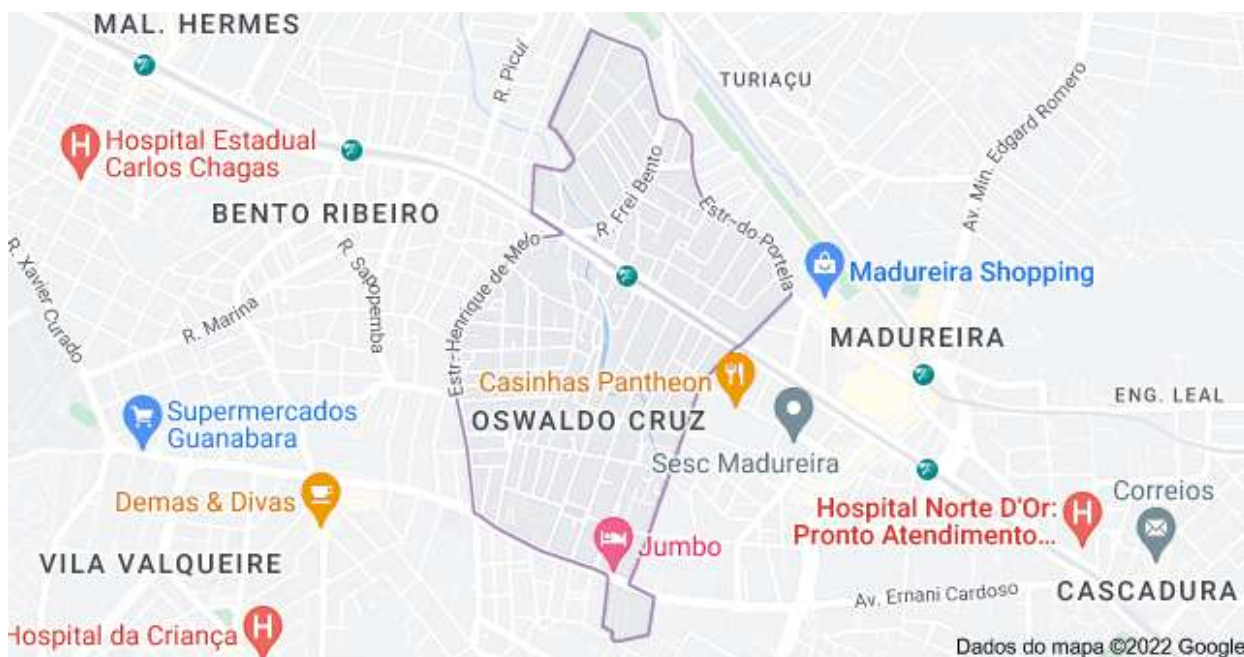 MAL. HERMES
R. Picuí
TURIAÇU
Av. Min. Edgard Romero
Hospital Estadual
Carlos Chagas
BENTO RIBEIRO
R. Frei Bento
Estr. do Portela
R. Xavier Curado
R. Marina
R. Sapopemba
Estr. Henrique de Melo
Madureira Shopping
MADUREIRA
Casinhas Pantheon
ENG. LEAL
Supermercados
Guanabara
OSWALDO CRUZ
Sesc Madureira
Demas & Divas
Hospital Norte D'Or:
Pronto Atendimento...
Correios
Jumbo
VILA VALQUEIRE
Av. Ernani Cardoso
CASCADURA
Hospital da Criança
Dados do mapa ©2022 Google